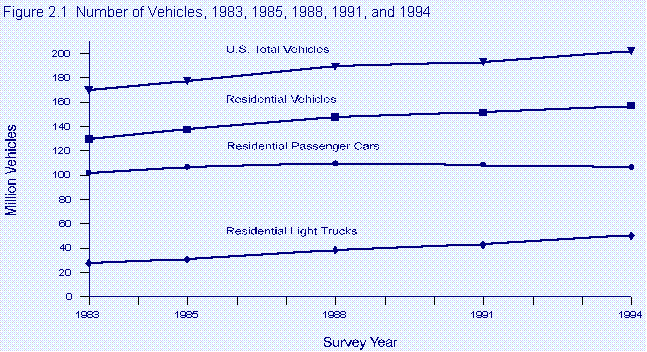 Figure 2.1 Number of Vehicles, 1983, 1985, 1988, 1991, and 1994
U.S. Total Vehicles
Residential Vehicles
Residential Passenger Cars
Residential Light Trucks
Million Vehicles
200
180
160
140
120
100
80
60
40
20
0
1983 1985 1988 1991 1994
Survey Year